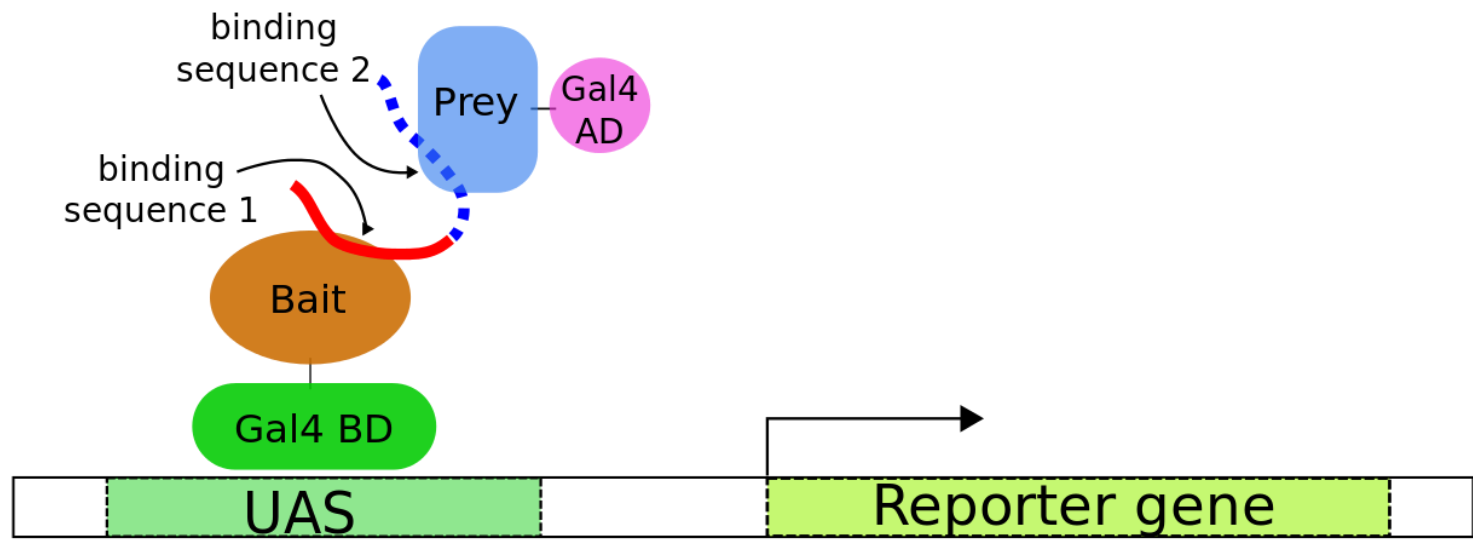 binding
sequence 2
Prey
Gal4
AD
binding
sequence 1
Bait
Gal4 BD
UAS
Reporter gene